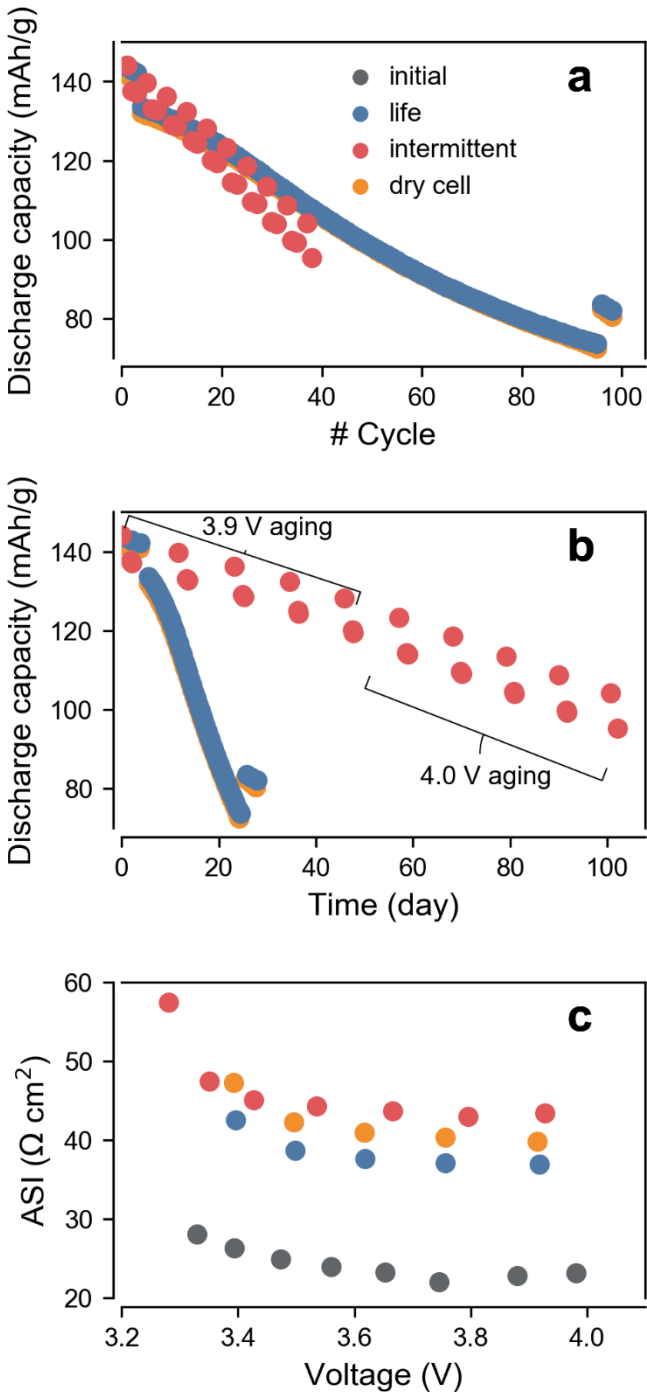 a
Discharge capacity (mAh/g)
140
120
100
80
initial
life
intermittent
dry cell
0 20 40 60 80 100
# Cycle
b
Discharge capacity (mAh/g)
140
120
100
80
3.9 V aging
4.0 V aging
0 20 40 60 80 100
Time (day)
c
ASI (Ω cm²)
60
50
40
30
20
3.2 3.4 3.6 3.8 4.0
Voltage (V)